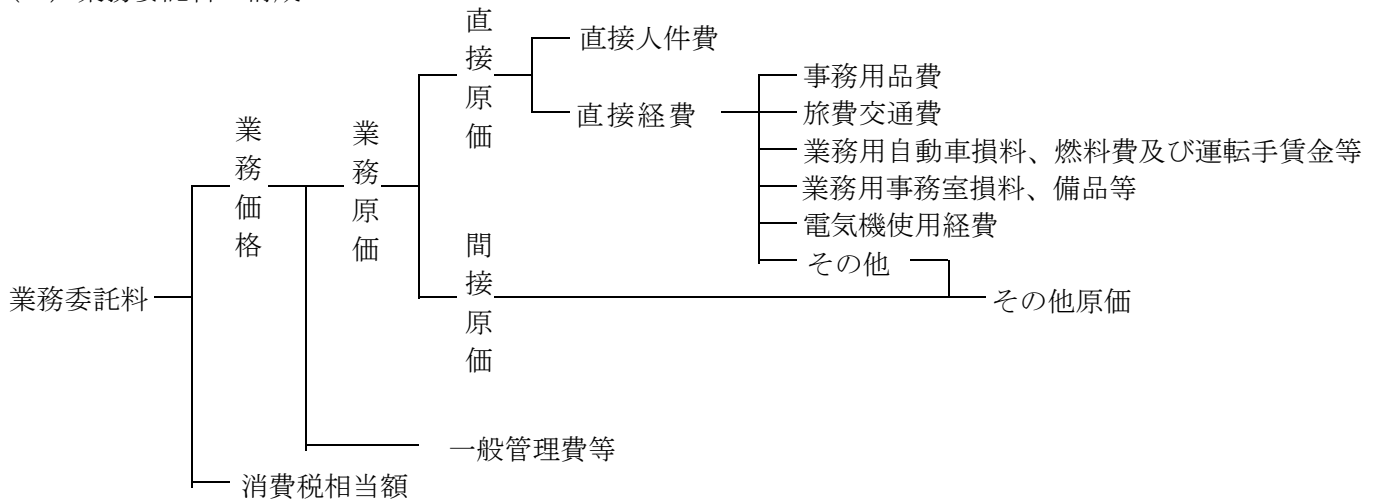 直接原価
直接人件費
直接経費
事務用品費
旅費交通費
業務用自動車損料、燃料費及び運転手賃金等
業務用事務室損料、備品等
電気機使用経費
その他
業務価格
業務原価
間接原価
業務委託料
その他原価
一般管理費等
消費税相当額